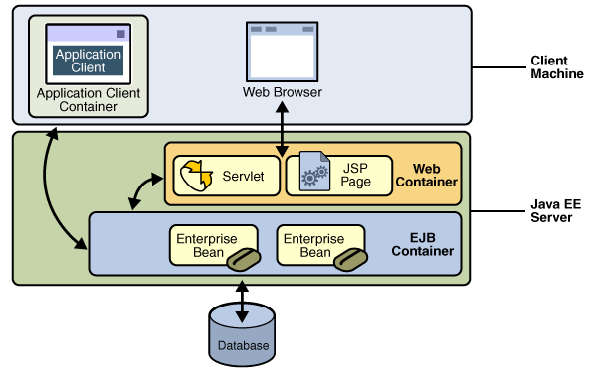 Application
Client
Application Client
Container
Web Browser
Client
Machine
Servlet
JSP
Page
Web
Container
Java EE
Server
Enterprise
Bean
Enterprise
Bean
EJB
Container
Database